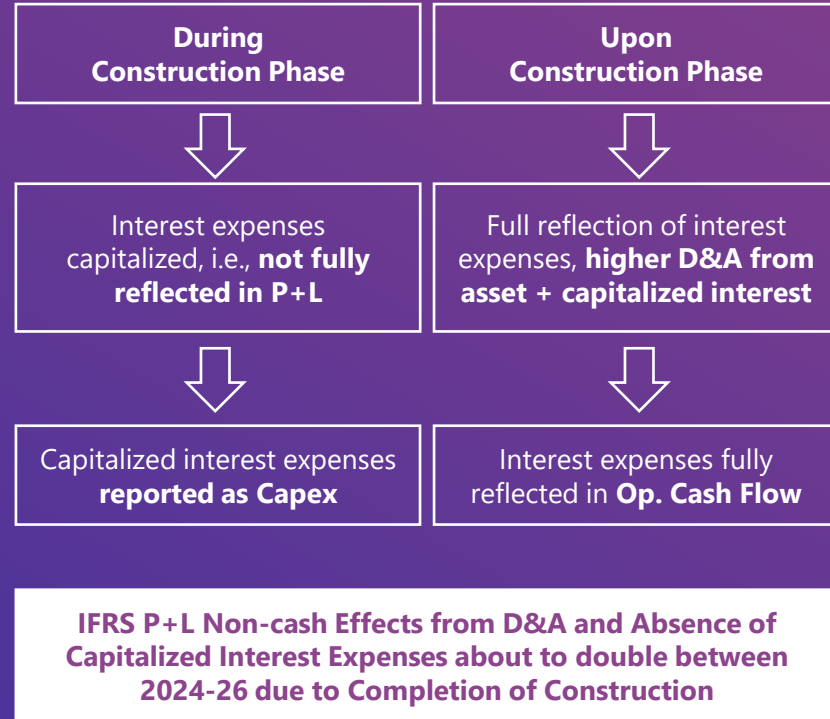 During
Construction Phase
Interest expenses
capitalized, i.e., not fully
reflected in P+L
Capitalized interest expenses
reported as Capex
Upon
Construction Phase
Full reflection of interest
expenses, higher D&A from
asset + capitalized interest
Interest expenses fully
reflected in Op. Cash Flow
IFRS P+L Non-cash Effects from D&A and Absence of
Capitalized Interest Expenses about to double between
2024-26 due to Completion of Construction